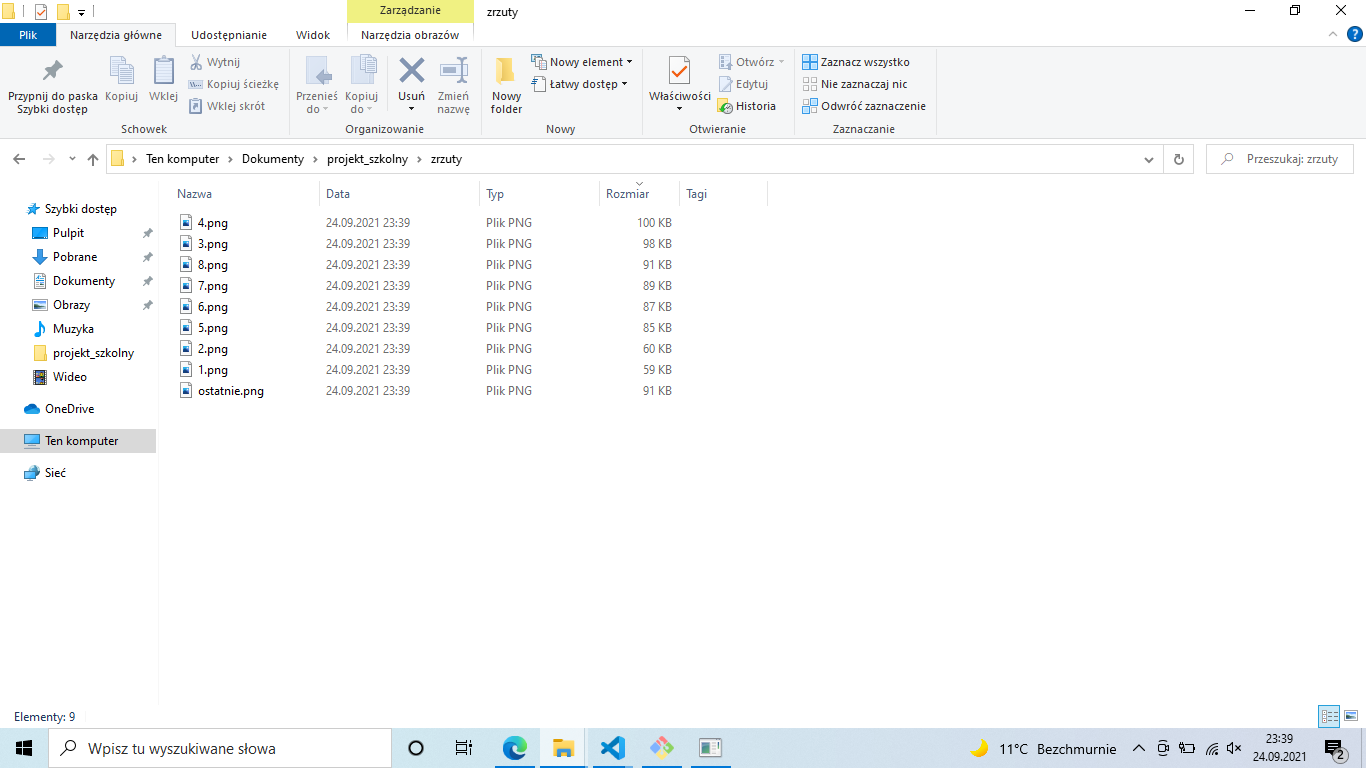 Zarządzanie
zrzuty
Plik
Narzędzia główne
Udostępnianie
Widok
Narzędzia obrazów
Przypnij do paska
Szybki dostęp
Kopiuj
Wklej
Wytnij
Kopiuj ścieżkę
Wklej skrót
Schowek
Przenieś
do
Kopiuj
do
Usuń
Zmień
nazwę
Organizowanie
Nowy
folder
Nowy element
Łatwy dostęp
Nowy
Właściwości
Otwórz
Edytuj
Historia
Otwieranie
Zaznacz wszystko
Nie zaznaczaj nic
Odwróć zaznaczenie
Zaznaczanie
Ten komputer > Dokumenty > projekt_szkolny > zrzuty
Przeszukaj: zrzuty
Szybki dostęp
Pulpit
Pobrane
Dokumenty
Obrazy
Muzyka
projekt_szkolny
Wideo
OneDrive
Ten komputer
Sieć
Nazwa Data Typ Rozmiar Tagi
4.png 24.09.2021 23:39 Plik PNG 100 KB
3.png 24.09.2021 23:39 Plik PNG 98 KB
8.png 24.09.2021 23:39 Plik PNG 91 KB
7.png 24.09.2021 23:39 Plik PNG 89 KB
6.png 24.09.2021 23:39 Plik PNG 87 KB
5.png 24.09.2021 23:39 Plik PNG 85 KB
2.png 24.09.2021 23:39 Plik PNG 60 KB
1.png 24.09.2021 23:39 Plik PNG 59 KB
ostatnie.png 24.09.2021 23:39 Plik PNG 91 KB
Elementy: 9
Wpisz tu wyszukiwane słowa
11°C Bezchmurnie
23:39
24.09.2021
2